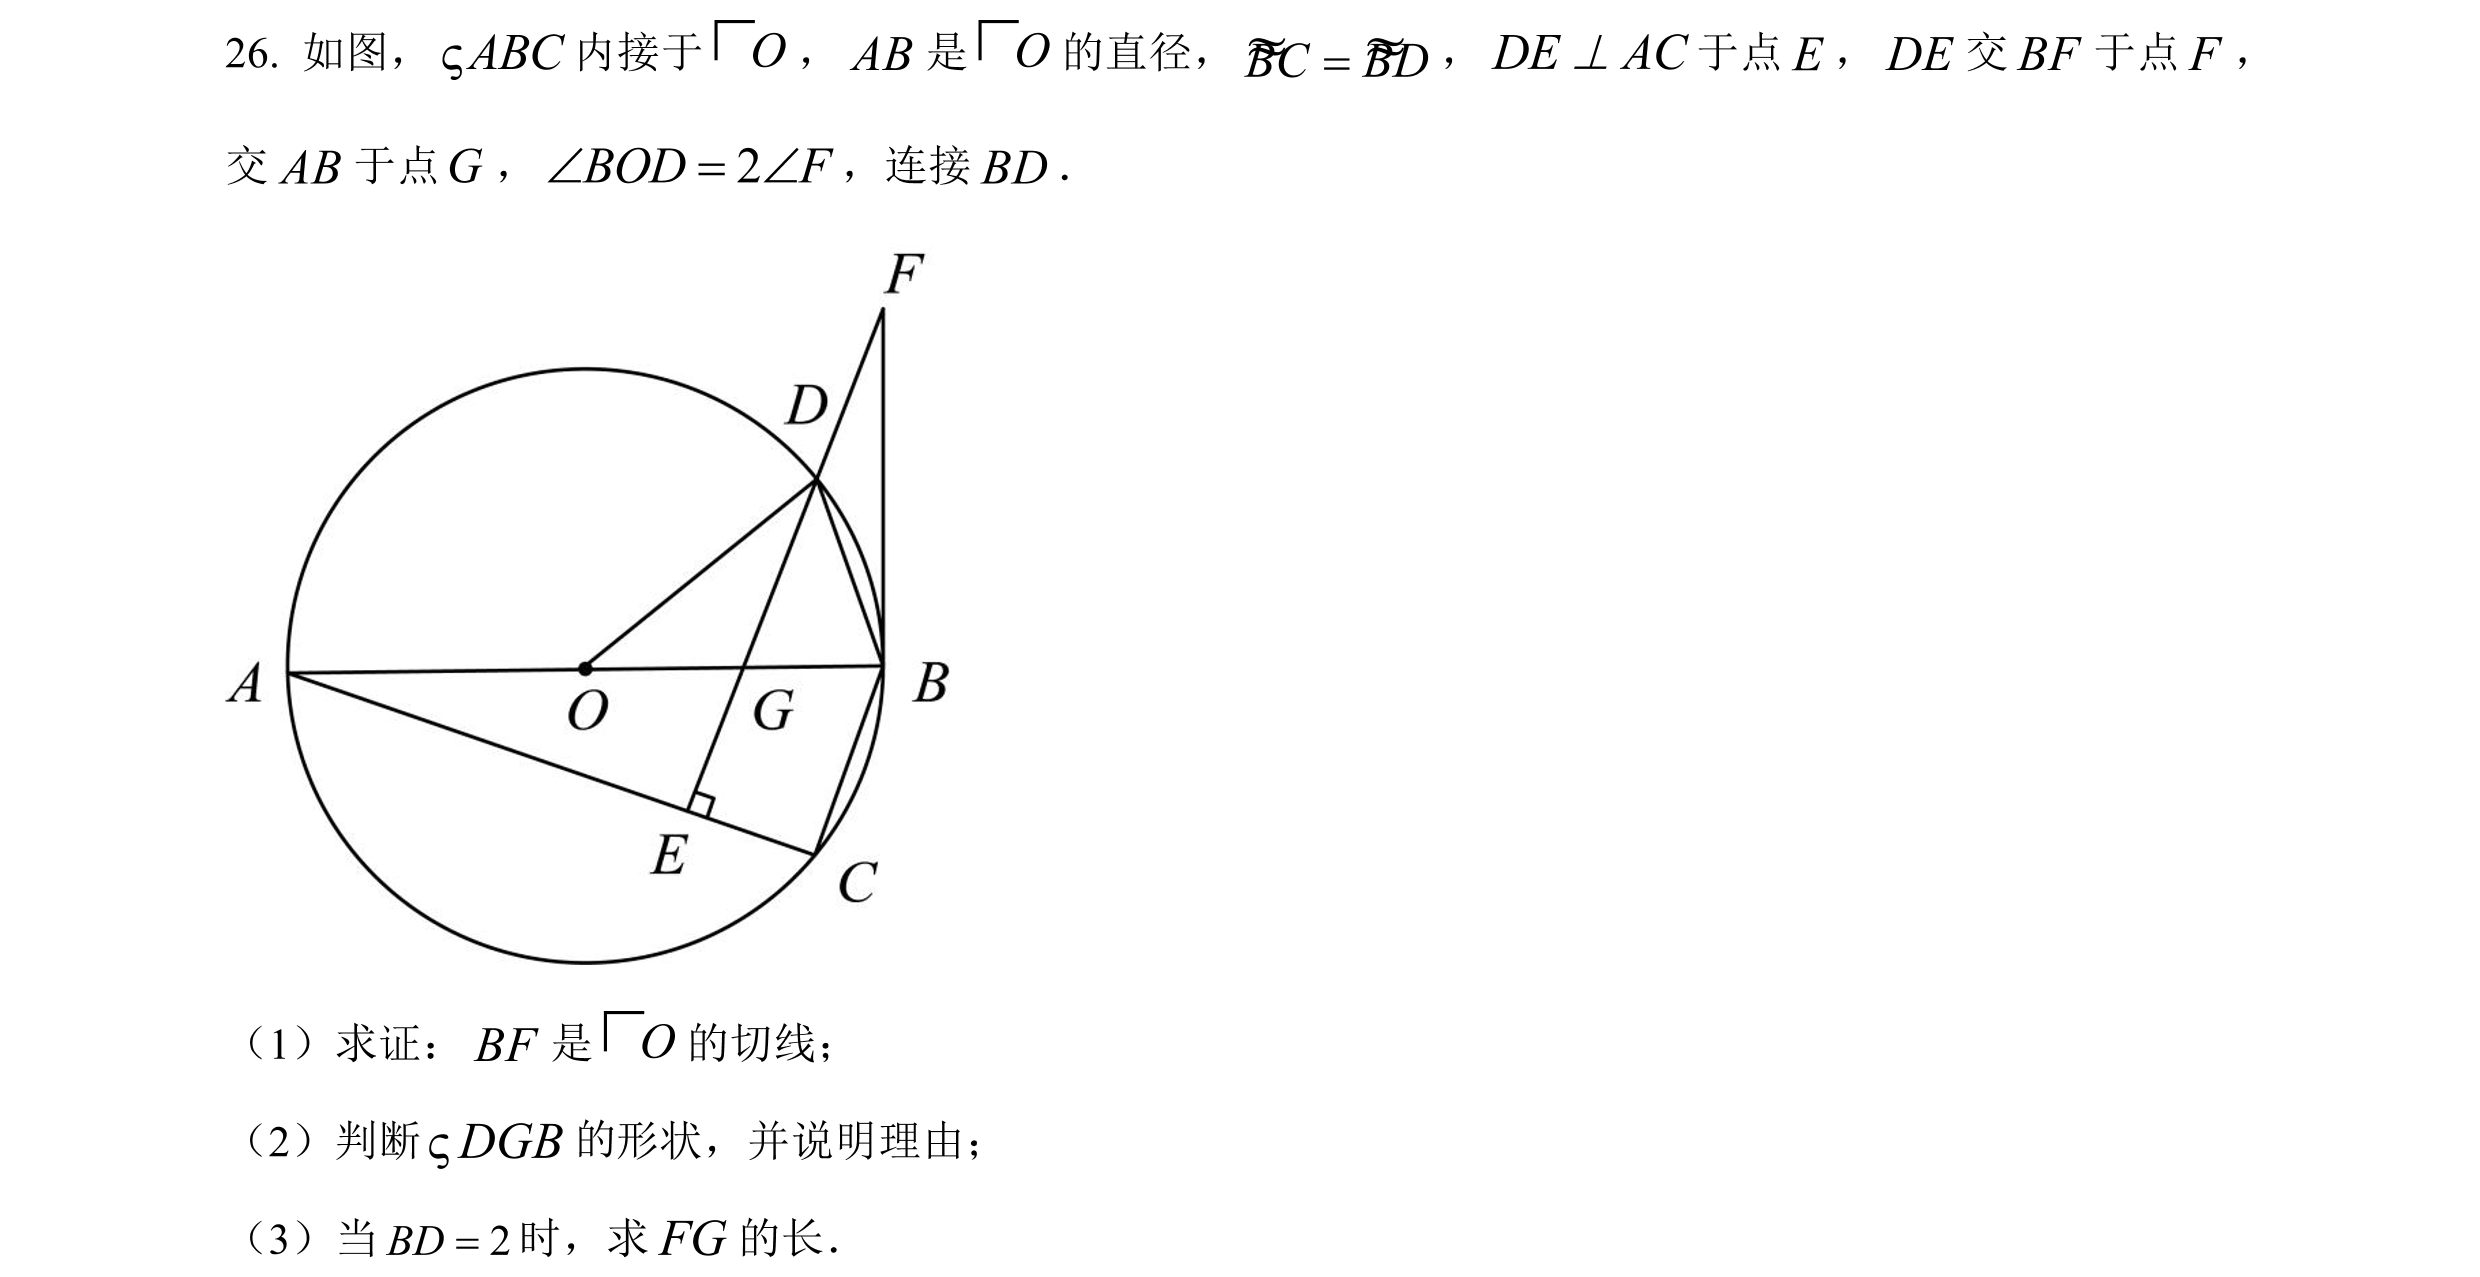 26. 如图，ςABC 内接于⎾O，AB 是⎾O 的直径，B͌C = B͌D，DE ⊥ AC 于点 E，DE 交 BF 于点 F，
交 AB 于点 G，∠BOD = 2∠F，连接 BD．
F
D
A
O
G
B
E
C
（1）求证：BF 是⎾O 的切线；
（2）判断ςDGB 的形状，并说明理由；
（3）当 BD = 2 时，求 FG 的长．